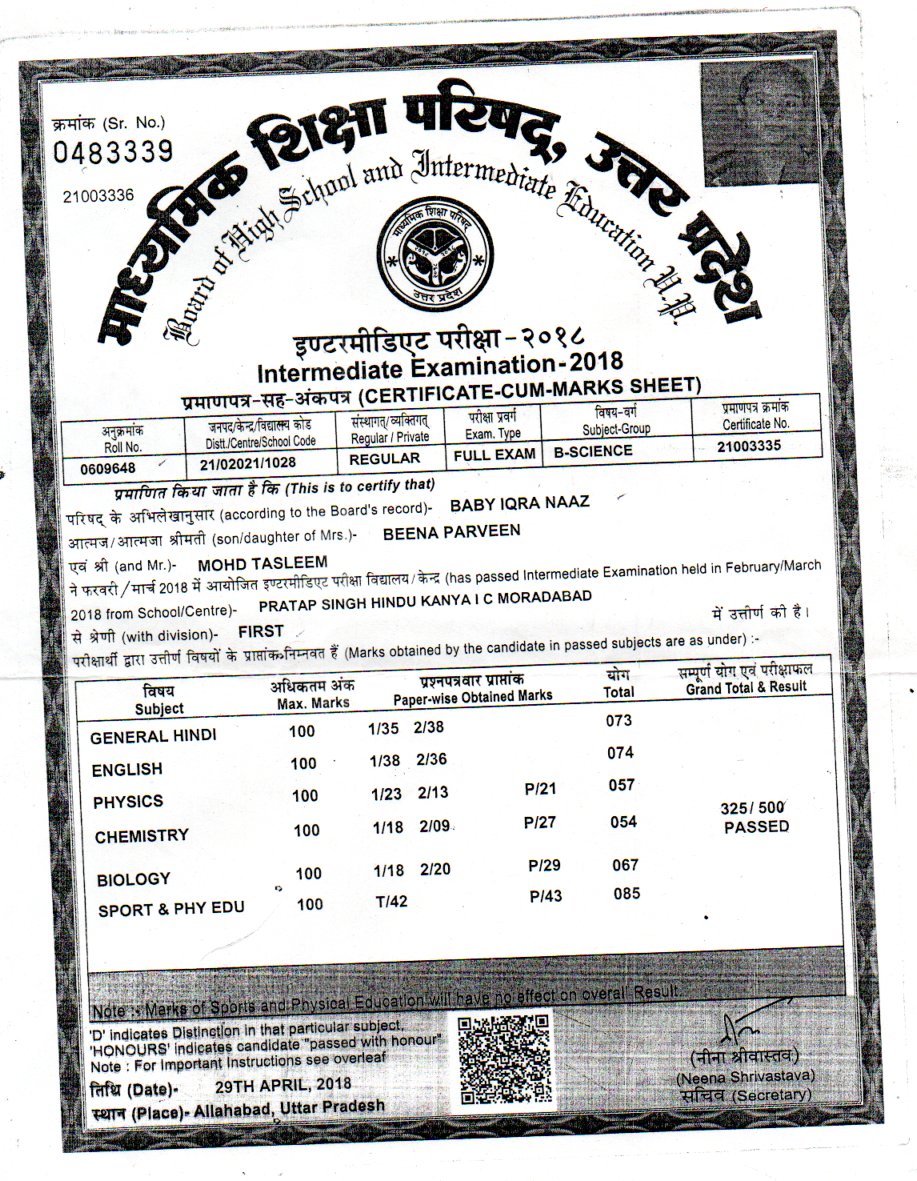 क्रमांक (Sr. No.)
0483339
21003336
माध्यमिक शिक्षा परिषद्, उत्तर प्रदेश
Board of High School and Intermediate Education U.P.
माध्यमिक शिक्षा परिषद
उत्तर प्रदेश
इण्टरमीडिएट परीक्षा-२०१८
Intermediate Examination-2018
प्रमाणपत्र-सह-अंकपत्र (CERTIFICATE-CUM-MARKS SHEET)
अनुक्रमांक जनपद/केन्द्र/विद्यालय कोड संस्थागत्/व्यक्तिगत् परीक्षा प्रवर्ग विषय-वर्ग प्रमाणपत्र क्रमांक
Roll No. Distt./Centre/School Code Regular / Private Exam. Type Subject-Group Certificate No.
0609648 21/02021/1028 REGULAR FULL EXAM B-SCIENCE 21003335
प्रमाणित किया जाता है कि (This is to certify that)
परिषद् के अभिलेखानुसार (according to the Board's record)- BABY IQRA NAAZ
आत्मज/आत्मजा श्रीमती (son/daughter of Mrs.)- BEENA PARVEEN
एवं श्री (and Mr.)- MOHD TASLEEM
ने फरवरी/मार्च 2018 में आयोजित इण्टरमीडिएट परीक्षा विद्यालय/केन्द्र (has passed Intermediate Examination held in February/March
2018 from School/Centre)- PRATAP SINGH HINDU KANYA I C MORADABAD
से श्रेणी (with division)- FIRST में उत्तीर्ण की है।
परीक्षार्थी द्वारा उत्तीर्ण विषयों के प्राप्तांक निम्नवत हैं (Marks obtained by the candidate in passed subjects are as under) :-
विषय अधिकतम अंक प्रश्नपत्रवार प्राप्तांक योग सम्पूर्ण योग एवं परीक्षाफल
Subject Max. Marks Paper-wise Obtained Marks Total Grand Total & Result
GENERAL HINDI 100 1/35 2/38 073
ENGLISH 100 1/38 2/36 074
PHYSICS 100 1/23 2/13 P/21 057
325/500
CHEMISTRY 100 1/18 2/09 P/27 054
PASSED
BIOLOGY 100 1/18 2/20 P/29 067
SPORT & PHY EDU 100 T/42 P/43 085
Note :- Marks of Sports and Physical Education will have no effect on overall Result.
'D' indicates Distinction in that particular subject,
'HONOURS' indicates candidate "passed with honour"
Note : For Important Instructions see overleaf
तिथि (Date)- 29TH APRIL, 2018
स्थान (Place)- Allahabad, Uttar Pradesh
(नीना श्रीवास्तव)
(Neena Shrivastava)
सचिव (Secretary)